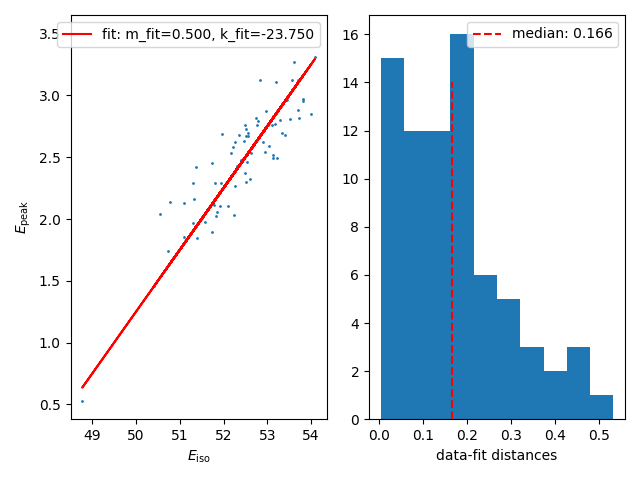 3.5
3.0
2.5
2.0
1.5
1.0
0.5
E_peak
fit: m_fit=0.500, k_fit=-23.750
49 50 51 52 53 54
E_iso
16
14
12
10
8
6
4
2
0
median: 0.166
0.0 0.1 0.2 0.3 0.4 0.5
data-fit distances